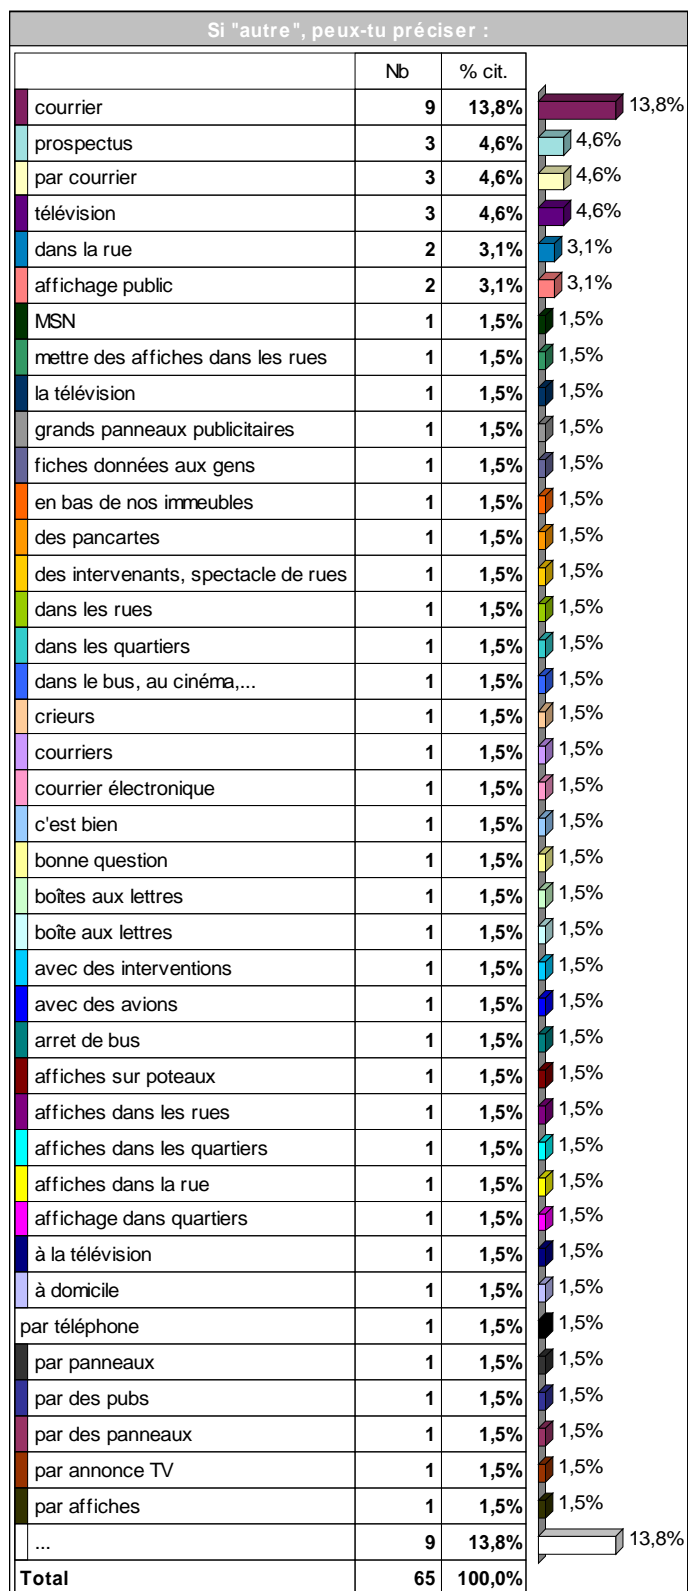 Si "autre", peux-tu préciser :
Nb % cit.
courrier 9 13,8% 13,8%
prospectus 3 4,6% 4,6%
par courrier 3 4,6% 4,6%
télévision 3 4,6% 4,6%
dans la rue 2 3,1% 3,1%
affichage public 2 3,1% 3,1%
MSN 1 1,5% 1,5%
mettre des affiches dans les rues 1 1,5% 1,5%
la télévision 1 1,5% 1,5%
grands panneaux publicitaires 1 1,5% 1,5%
fiches données aux gens 1 1,5% 1,5%
en bas de nos immeubles 1 1,5% 1,5%
des pancartes 1 1,5% 1,5%
des intervenants, spectacle de rues 1 1,5% 1,5%
dans les rues 1 1,5% 1,5%
dans les quartiers 1 1,5% 1,5%
dans le bus, au cinéma,... 1 1,5% 1,5%
crieurs 1 1,5% 1,5%
courriers 1 1,5% 1,5%
courrier électronique 1 1,5% 1,5%
c'est bien 1 1,5% 1,5%
bonne question 1 1,5% 1,5%
boîtes aux lettres 1 1,5% 1,5%
boîte aux lettres 1 1,5% 1,5%
avec des interventions 1 1,5% 1,5%
avec des avions 1 1,5% 1,5%
arret de bus 1 1,5% 1,5%
affiches sur poteaux 1 1,5% 1,5%
affiches dans les rues 1 1,5% 1,5%
affiches dans les quartiers 1 1,5% 1,5%
affiches dans la rue 1 1,5% 1,5%
affichage dans quartiers 1 1,5% 1,5%
à la télévision 1 1,5% 1,5%
à domicile 1 1,5% 1,5%
par téléphone 1 1,5% 1,5%
par panneaux 1 1,5% 1,5%
par des pubs 1 1,5% 1,5%
par des panneaux 1 1,5% 1,5%
par annonce TV 1 1,5% 1,5%
par affiches 1 1,5% 1,5%
... 9 13,8% 13,8%
Total 65 100,0%